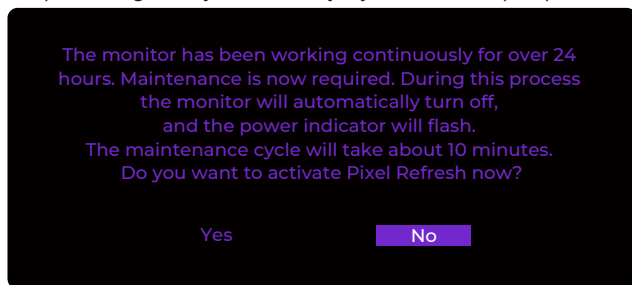 The monitor has been working continuously for over 24
hours. Maintenance is now required. During this process
the monitor will automatically turn off,
and the power indicator will flash.
The maintenance cycle will take about 10 minutes.
Do you want to activate Pixel Refresh now?
Yes No